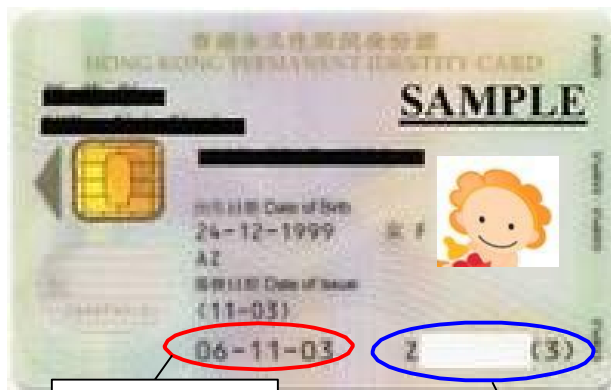 香港永久性居民身份證
HONG KONG PERMANENT IDENTITY CARD
SAMPLE
出生日期 Date of Birth
24-12-1999
女 F
AZ
簽發日期 Date of Issue
(11-03)
06-11-03
Z (3)